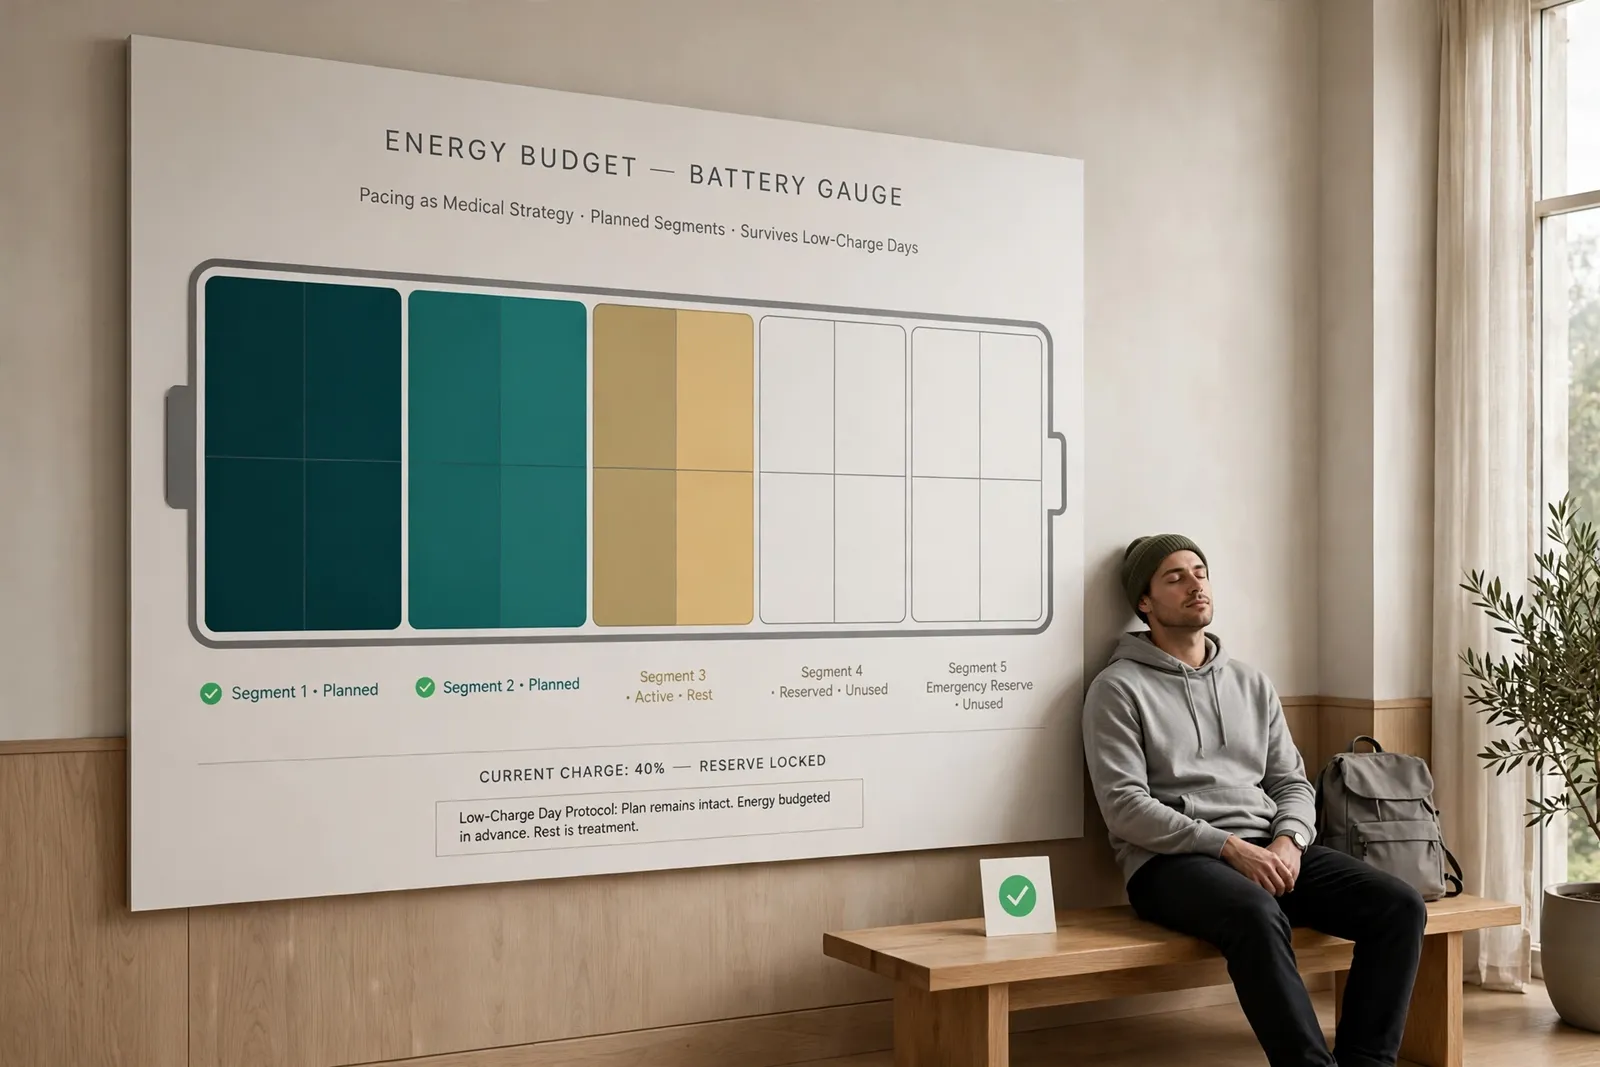 ENERGY BUDGET — BATTERY GAUGE
Pacing as Medical Strategy · Planned Segments · Survives Low-Charge Days
Segment 1 • Planned
Segment 2 • Planned
Segment 3
• Active • Rest
Segment 4
• Reserved • Unused
Segment 5
Emergency Reserve
• Unused
CURRENT CHARGE: 40% — RESERVE LOCKED
Low-Charge Day Protocol: Plan remains intact. Energy budgeted
in advance. Rest is treatment.